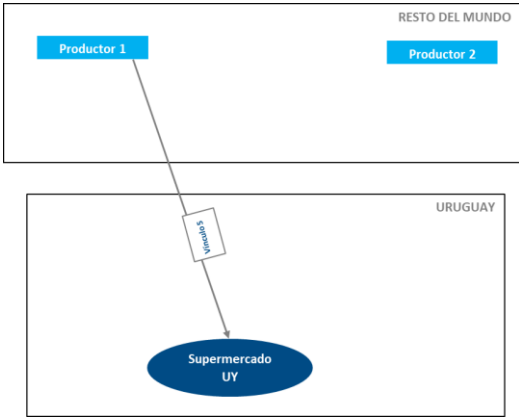 RESTO DEL MUNDO
Productor 1
Productor 2
URUGUAY
Vínculo $
Supermercado
UY